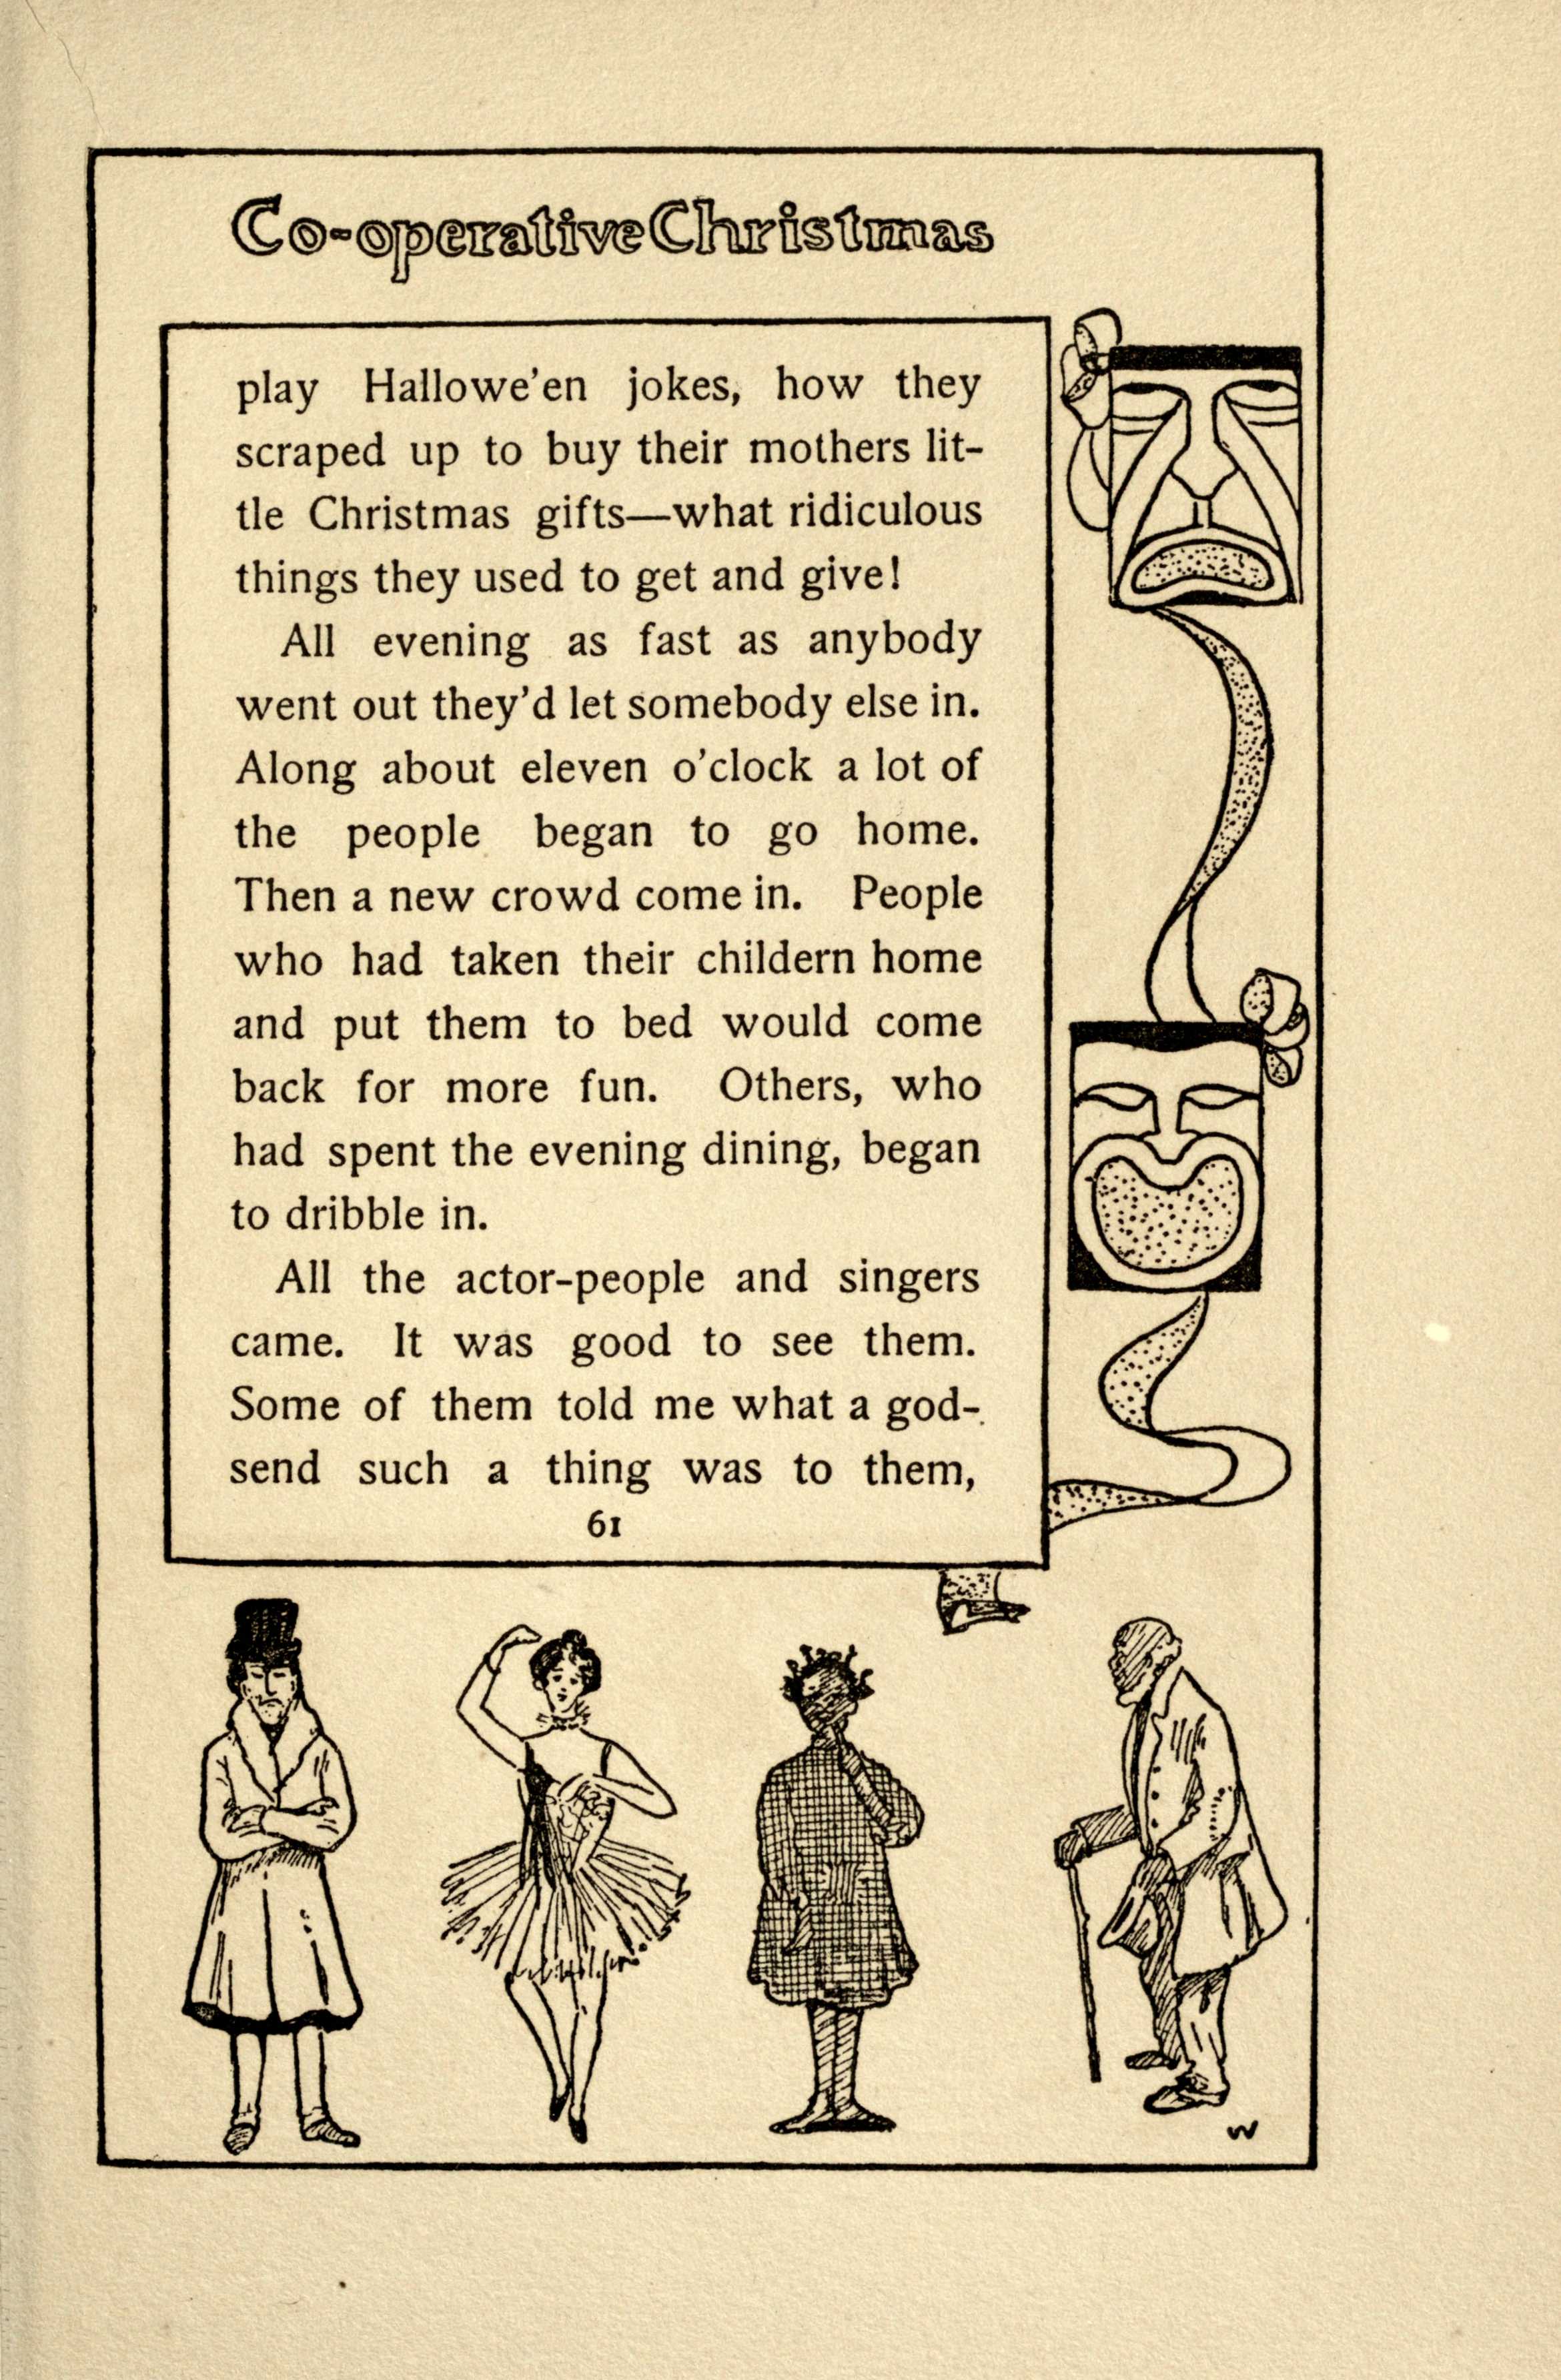 Co-operative Christmas
play Hallowe'en jokes, how they
scraped up to buy their mothers lit-
tle Christmas gifts—what ridiculous
things they used to get and give!
All evening as fast as anybody
went out they'd let somebody else in.
Along about eleven o'clock a lot of
the people began to go home.
Then a new crowd come in. People
who had taken their childern home
and put them to bed would come
back for more fun. Others, who
had spent the evening dining, began
to dribble in.
All the actor-people and singers
came. It was good to see them.
Some of them told me what a god-
send such a thing was to them,
61
W